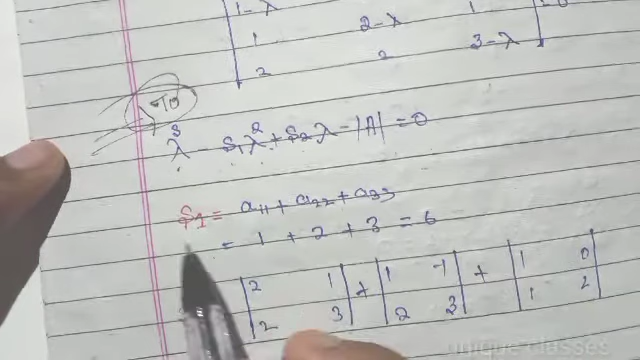 1-λ
1 2-λ 1 = 0
2 2 3-λ
λ³ - S₁λ² + S₂λ - |A| = 0
S₁ = a₁₁ + a₂₂ + a₃₃
= 1 + 2 + 3 = 6
|2 1| + |1 -1| + |1 0|
|2 3| |2 3| |1 2|
unique classes